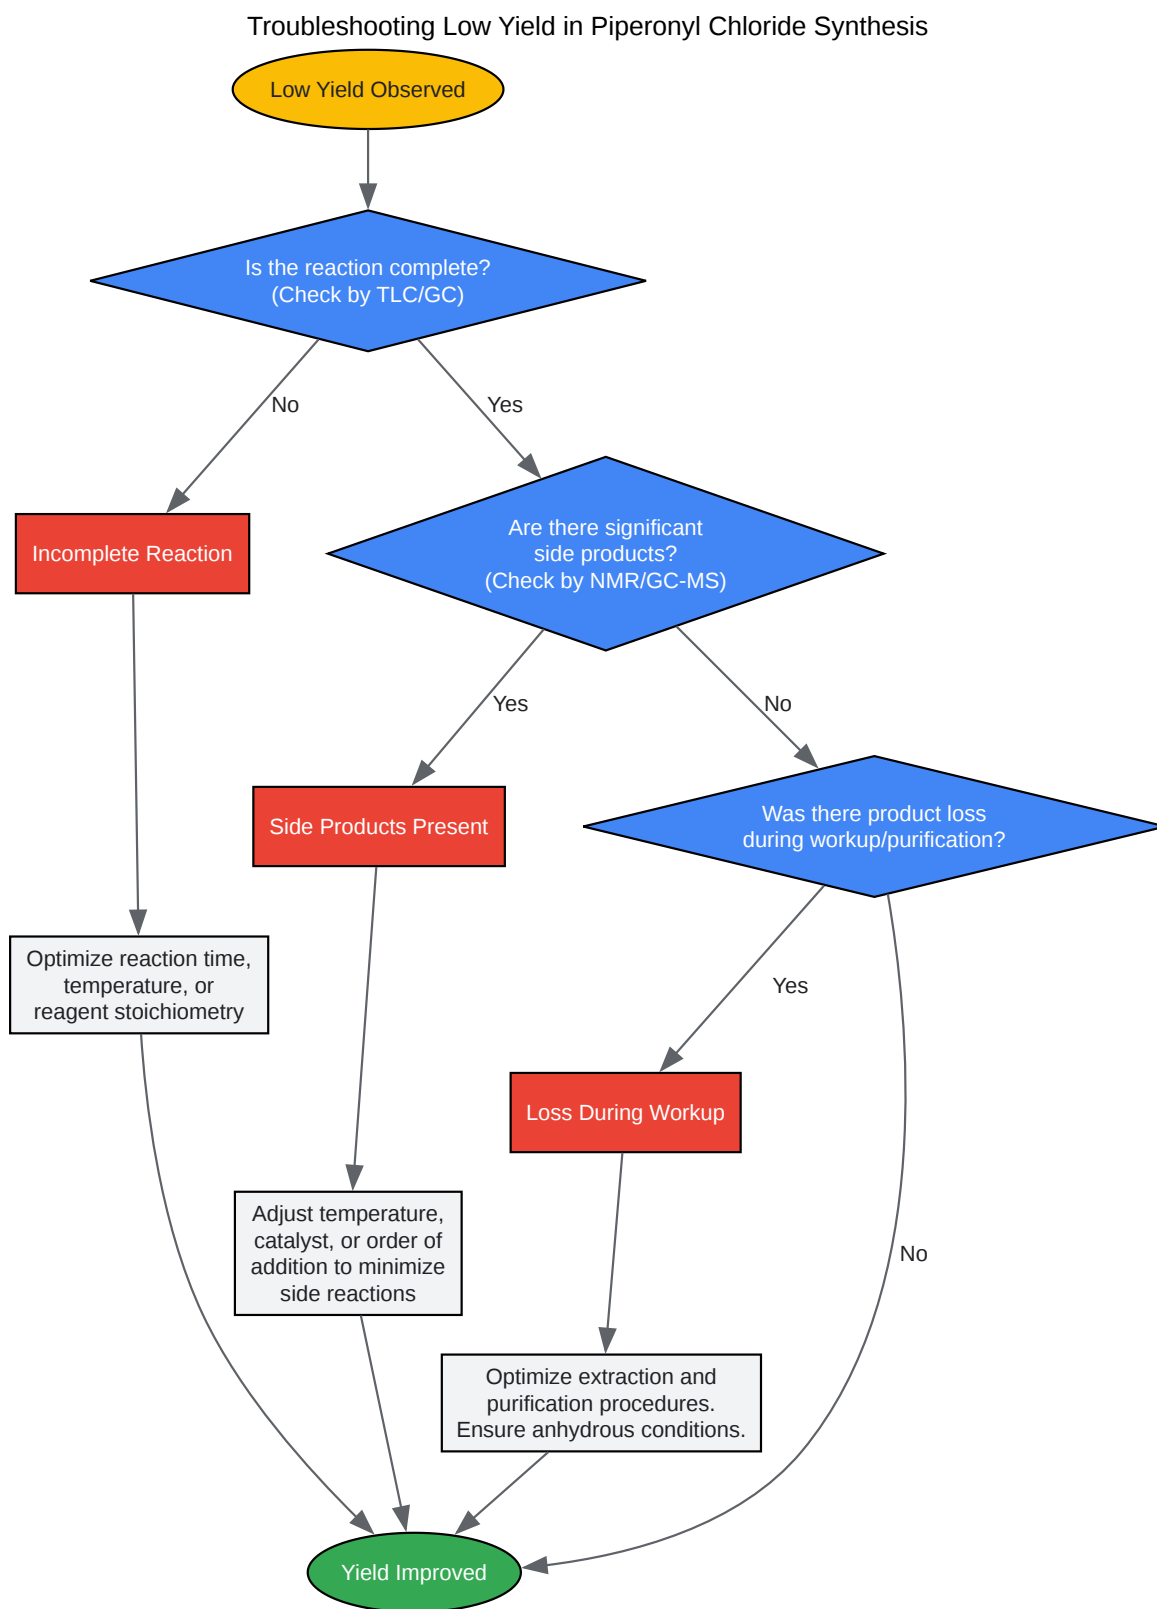 Troubleshooting Low Yield in Piperonyl Chloride Synthesis
Low Yield Observed
Is the reaction complete?
(Check by TLC/GC)
No
Yes
Incomplete Reaction
Are there significant
side products?
(Check by NMR/GC-MS)
Yes
No
Side Products Present
Was there product loss
during workup/purification?
Optimize reaction time,
temperature, or
reagent stoichiometry
Yes
Loss During Workup
Adjust temperature,
catalyst, or order of
addition to minimize
side reactions
No
Optimize extraction and
purification procedures.
Ensure anhydrous conditions.
Yield Improved